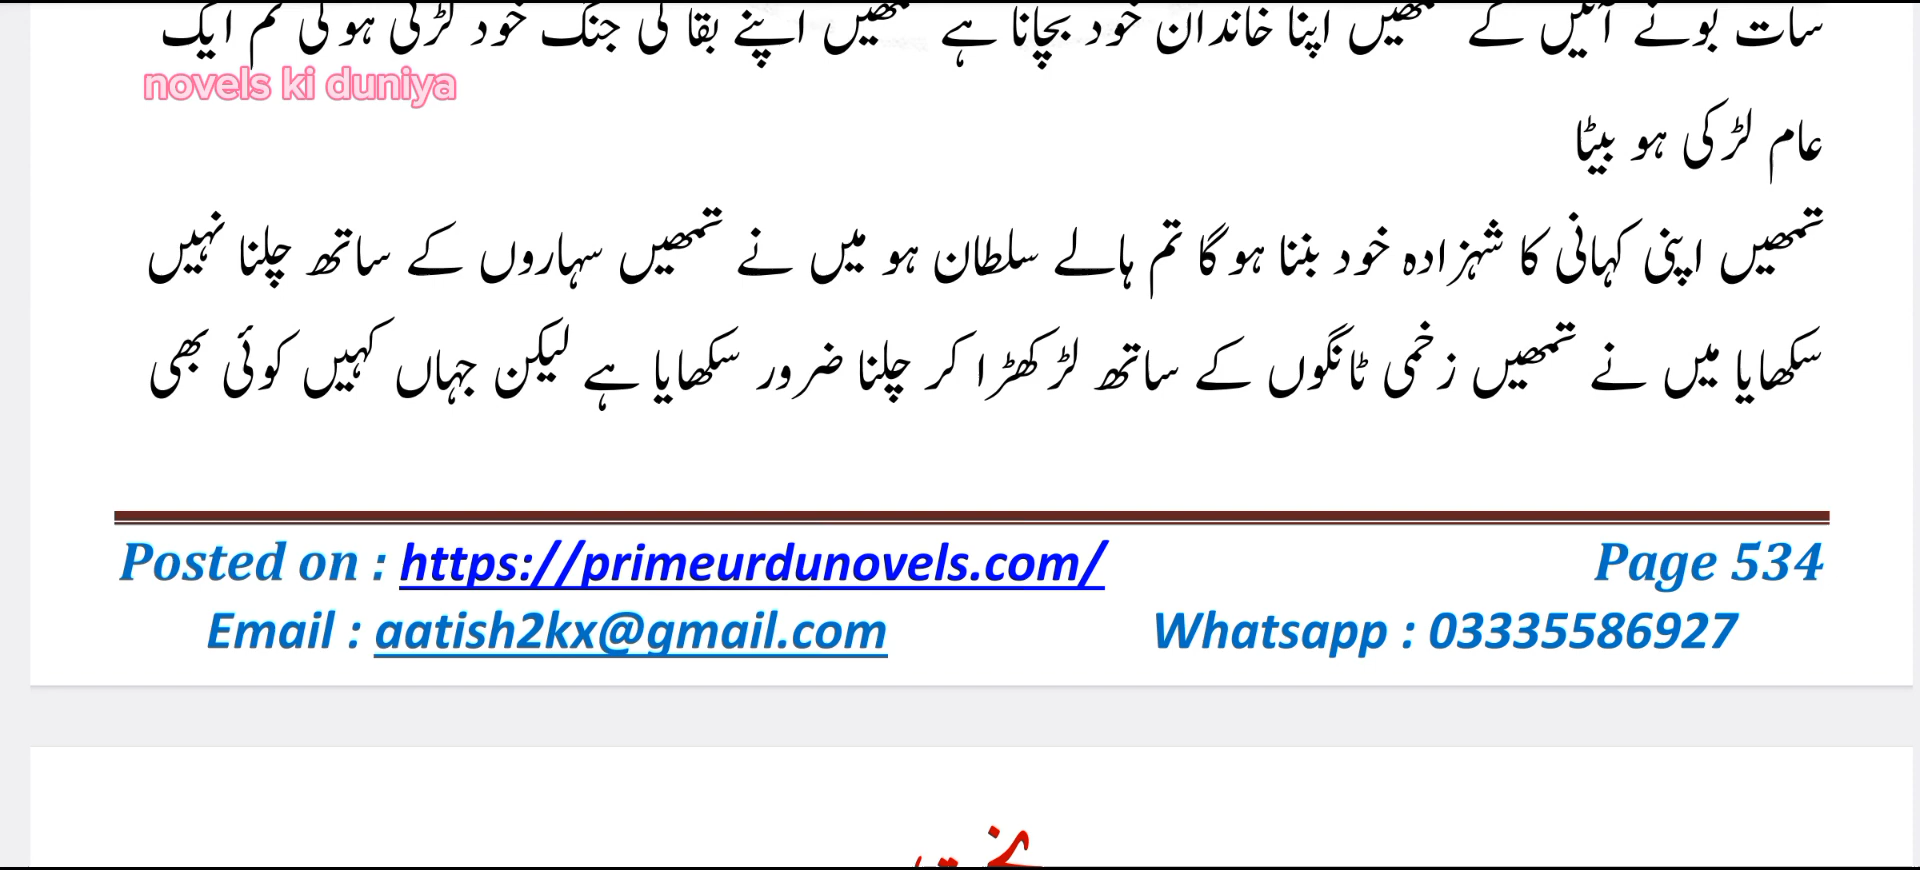 سات بونے آئیں گے تمھیں اپنا خاندان خود بچانا ہے تمھیں اپنے بقا کی جنگ خود لڑنی ہو گی تم ایک
novels ki duniya
عام لڑکی ہو بیٹا
تمھیں اپنی کہانی کا شہزادہ خود بننا ہو گا تم ہالے سلطان ہو میں نے تمھیں سہاروں کے ساتھ چلنا نہیں
سکھایا میں نے تمھیں زخمی ٹانگوں کے ساتھ لڑکھڑا کر چلنا ضرور سکھایا ہے لیکن جہاں کہیں کوئی بھی
Posted on : https://primeurdunovels.com/ Page 534
Email : aatish2kx@gmail.com Whatsapp : 03335586927